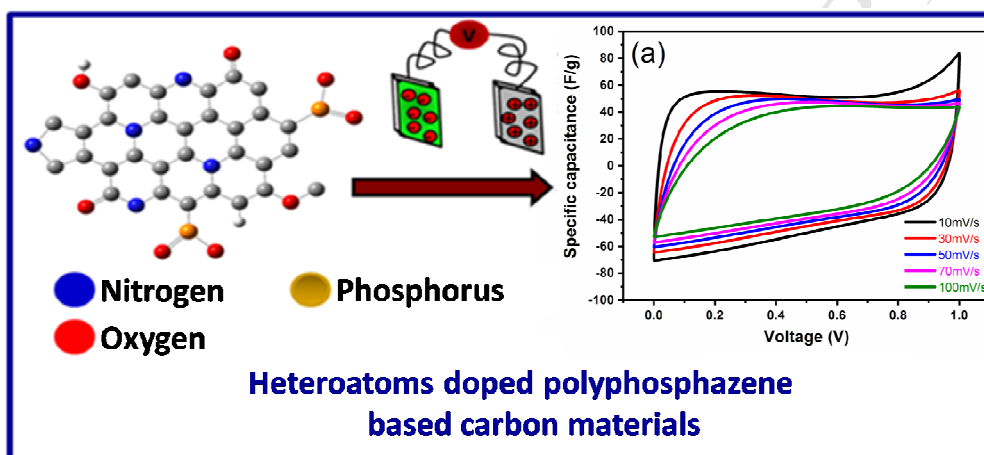 V
Nitrogen
Phosphorus
Oxygen
(a)
Specific capacitance (F/g)
100
80
60
40
20
0
-20
-40
-60
-80
-100
10mV/s
30mV/s
50mV/s
70mV/s
100mV/s
0.0 0.2 0.4 0.6 0.8 1.0
Voltage (V)
Heteroatoms doped polyphosphazene
based carbon materials